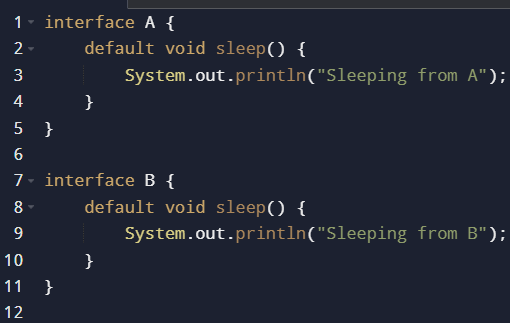 1 interface A {
2     default void sleep() {
3         System.out.println("Sleeping from A");
4     }
5 }
6
7 interface B {
8     default void sleep() {
9         System.out.println("Sleeping from B");
10     }
11 }
12